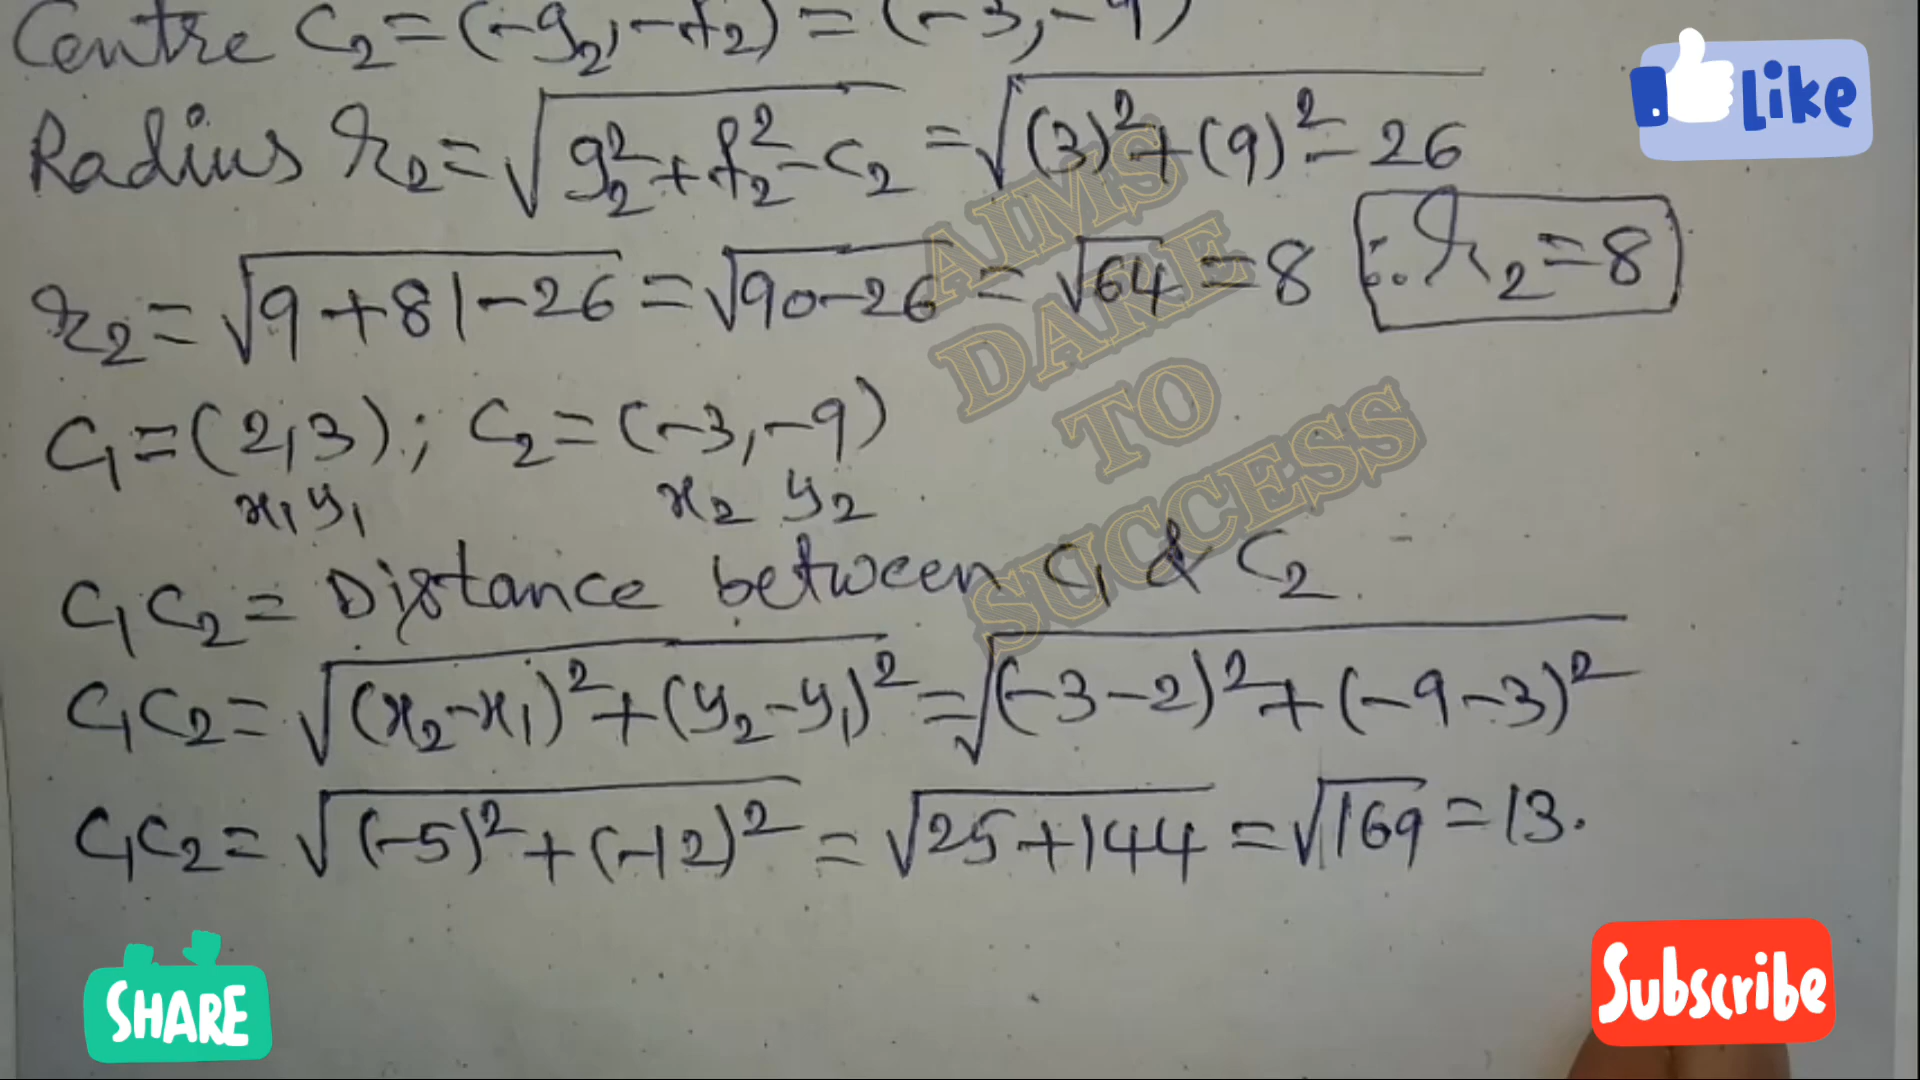 Centre C₂ = (-g₂, -f₂) = (-3, -9)
Radius r₂ = √(g₂² + f₂² - c₂) = √((3)² + (9)² - 26
r₂ = √(9 + 81 - 26) = √(90 - 26) = √64 = 8 ∴ r₂ = 8
C₁ = (2, 3) ; C₂ = (-3, -9)
x₁ y₁ x₂ y₂
C₁C₂ = Distance between C₁ & C₂
C₁C₂ = √((x₂ - x₁)² + (y₂ - y₁)²) = √((-3 - 2)² + (-9 - 3)²)
C₁C₂ = √((-5)² + (-12)²) = √(25 + 144) = √169 = 13.
Like
AIMS
DARE
TO
SUCCESS
SHARE
Subscribe